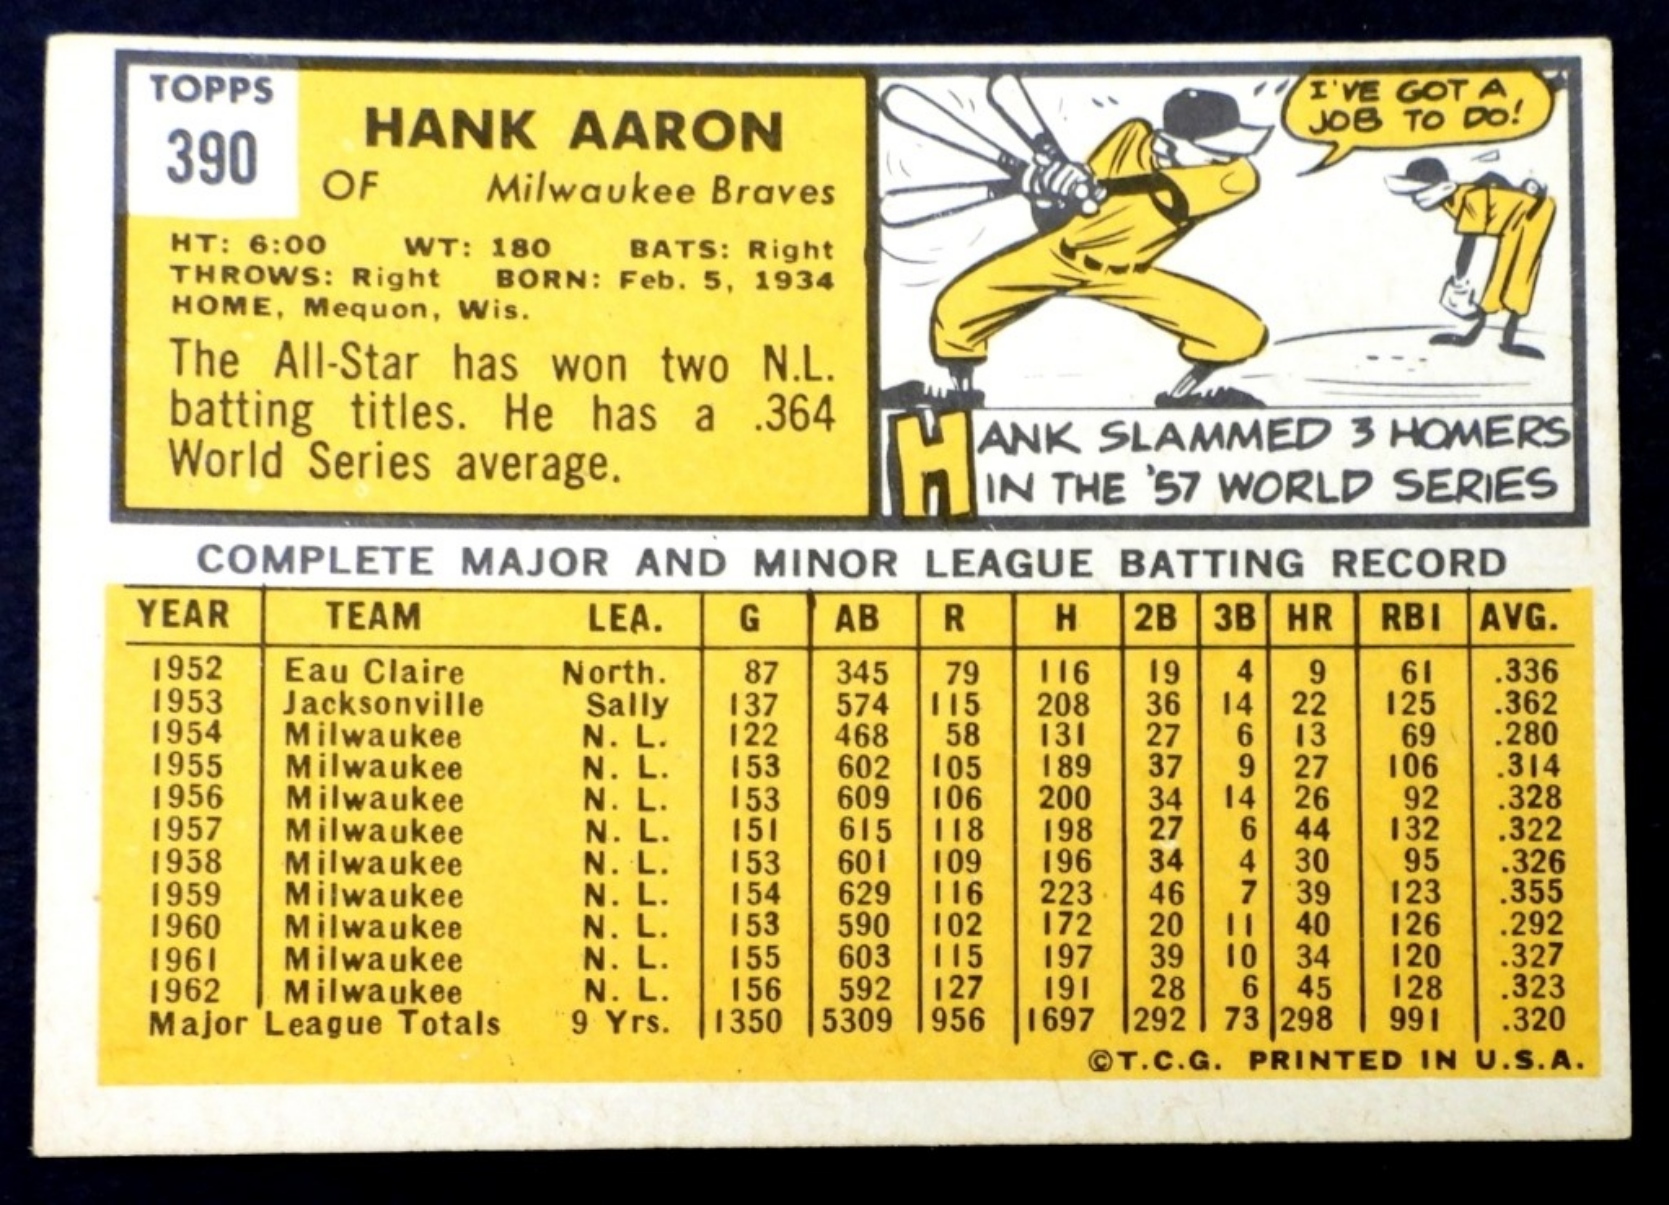 TOPPS
390
HANK AARON
OF Milwaukee Braves
HT: 6:00 WT: 180 BATS: Right
THROWS: Right BORN: Feb. 5, 1934
HOME, Mequon, Wis.
The All-Star has won two N.L.
batting titles. He has a .364
World Series average.
I'VE GOT A
JOB TO DO!
HANK SLAMMED 3 HOMERS
IN THE '57 WORLD SERIES
COMPLETE MAJOR AND MINOR LEAGUE BATTING RECORD
YEAR TEAM LEA. G AB R H 2B 3B HR RBI AVG.
1952 Eau Claire North. 87 345 79 116 19 4 9 61 .336
1953 Jacksonville Sally 137 574 115 208 36 14 22 125 .362
1954 Milwaukee N. L. 122 468 58 131 27 6 13 69 .280
1955 Milwaukee N. L. 153 602 105 189 37 9 27 106 .314
1956 Milwaukee N. L. 153 609 106 200 34 14 26 92 .328
1957 Milwaukee N. L. 151 615 118 198 27 6 44 132 .322
1958 Milwaukee N. L. 153 601 109 196 34 4 30 95 .326
1959 Milwaukee N. L. 154 629 116 223 46 7 39 123 .355
1960 Milwaukee N. L. 153 590 102 172 20 11 40 126 .292
1961 Milwaukee N. L. 155 603 115 197 39 10 34 120 .327
1962 Milwaukee N. L. 156 592 127 191 28 6 45 128 .323
Major League Totals 9 Yrs. 1350 5309 956 1697 292 73 298 991 .320
©T.C.G. PRINTED IN U.S.A.